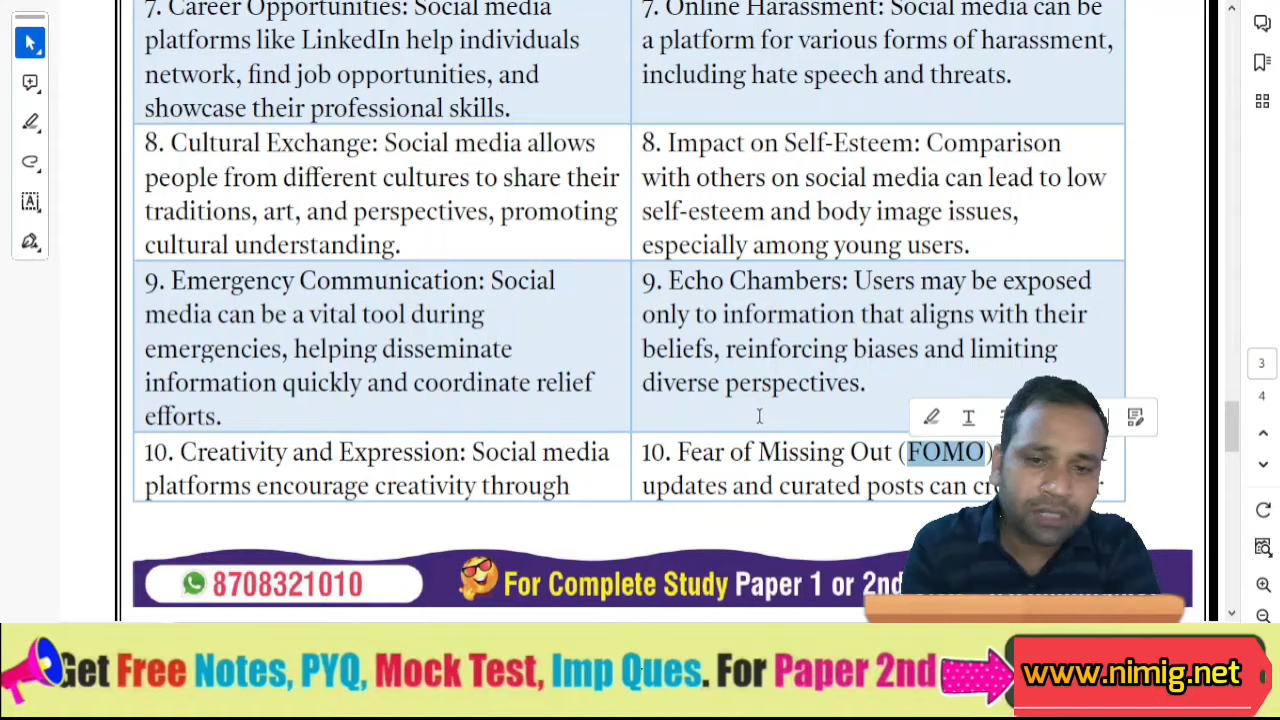 7. Career Opportunities: Social media
platforms like LinkedIn help individuals
network, find job opportunities, and
showcase their professional skills.
7. Online Harassment: Social media can be
a platform for various forms of harassment,
including hate speech and threats.
8. Cultural Exchange: Social media allows
people from different cultures to share their
traditions, art, and perspectives, promoting
cultural understanding.
8. Impact on Self-Esteem: Comparison
with others on social media can lead to low
self-esteem and body image issues,
especially among young users.
9. Emergency Communication: Social
media can be a vital tool during
emergencies, helping disseminate
information quickly and coordinate relief
efforts.
9. Echo Chambers: Users may be exposed
only to information that aligns with their
beliefs, reinforcing biases and limiting
diverse perspectives.
10. Creativity and Expression: Social media
platforms encourage creativity through
10. Fear of Missing Out (FOMO)
updates and curated posts can
3
4
8708321010
For Complete Study Paper 1 or 2nd
Get Free Notes, PYQ, Mock Test, Imp Ques. For Paper 2nd
www.nimig.net